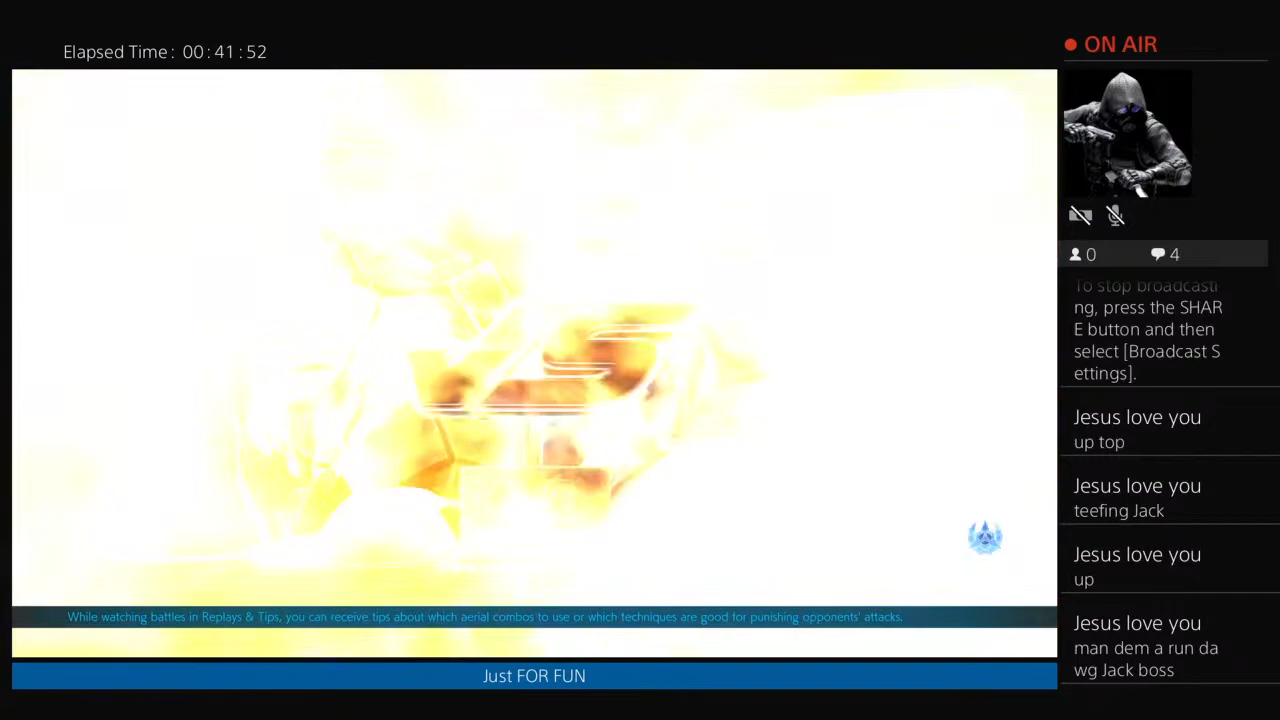 Elapsed Time: 00:41:52
ON AIR
0 4
To stop broadcasti
ng, press the SHAR
E button and then
select [Broadcast S
ettings].
Jesus love you
up top
Jesus love you
teefing Jack
Jesus love you
up
Jesus love you
man dem a run da
wg Jack boss
While watching battles in Replays & Tips, you can receive tips about which aerial combos to use or which techniques are good for punishing opponents' attacks.
Just FOR FUN